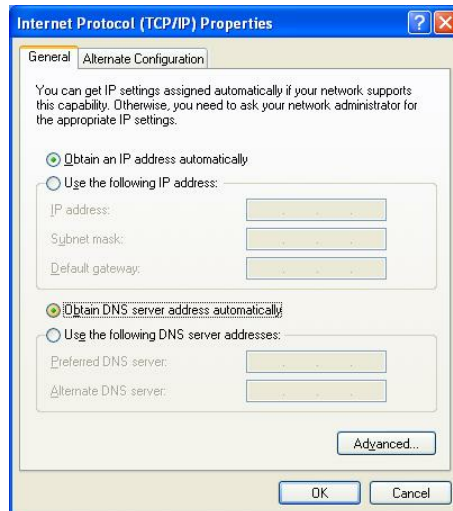 Internet Protocol (TCP/IP) Properties
General
Alternate Configuration
You can get IP settings assigned automatically if your network supports
this capability. Otherwise, you need to ask your network administrator for
the appropriate IP settings.
Obtain an IP address automatically
Use the following IP address:
IP address:
Subnet mask:
Default gateway:
Obtain DNS server address automatically
Use the following DNS server addresses:
Preferred DNS server:
Alternate DNS server:
Advanced...
OK
Cancel